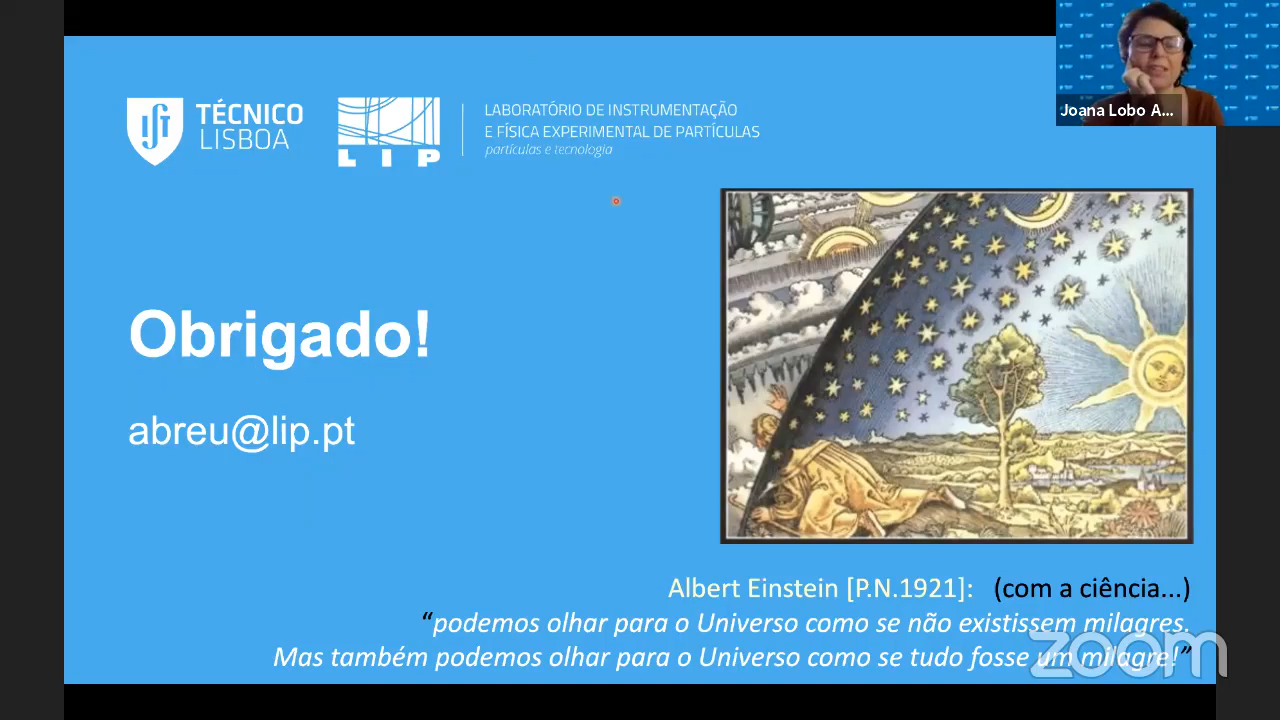 TÉCNICO
LISBOA
LIP
LABORATÓRIO DE INSTRUMENTAÇÃO
E FÍSICA EXPERIMENTAL DE PARTÍCULAS
partículas e tecnologia
Joana Lobo A...
Obrigado!
abreu@lip.pt
Albert Einstein [P.N.1921]: (com a ciência...)
“podemos olhar para o Universo como se não existissem milagres.
Mas também podemos olhar para o Universo como se tudo fosse um milagre!”
zoom